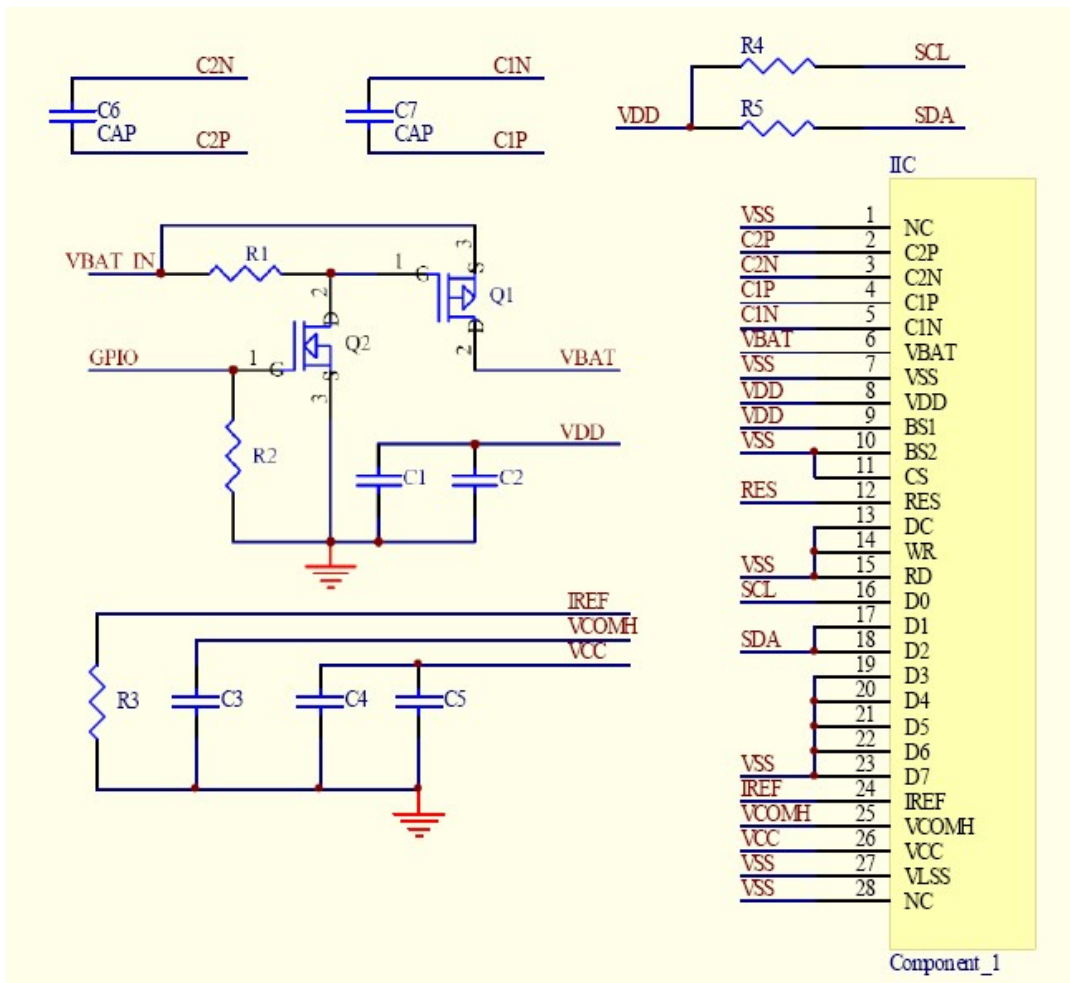 C2N
C6
CAP
C2P
C1N
C7
CAP
C1P
R4
SCL
VDD
R5
SDA
VBAT_IN
R1
1
G
3
S
Q1
D
2
VBAT
2
D
Q2
GPIO
1
G
S
3
R2
VDD
C1
C2
IREF
VCOMH
VCC
R3
C3
C4
C5
IIC
VSS 1 NC
C2P 2 C2P
C2N 3 C2N
C1P 4 C1P
C1N 5 C1N
VBAT 6 VBAT
VSS 7 VSS
VDD 8 VDD
VDD 9 BS1
VSS 10 BS2
11 CS
RES 12 RES
13 DC
14 WR
VSS 15 RD
SCL 16 D0
17 D1
SDA 18 D2
19 D3
20 D4
21 D5
22 D6
VSS 23 D7
IREF 24 IREF
VCOMH 25 VCOMH
VCC 26 VCC
VSS 27 VLSS
VSS 28 NC
Component_1